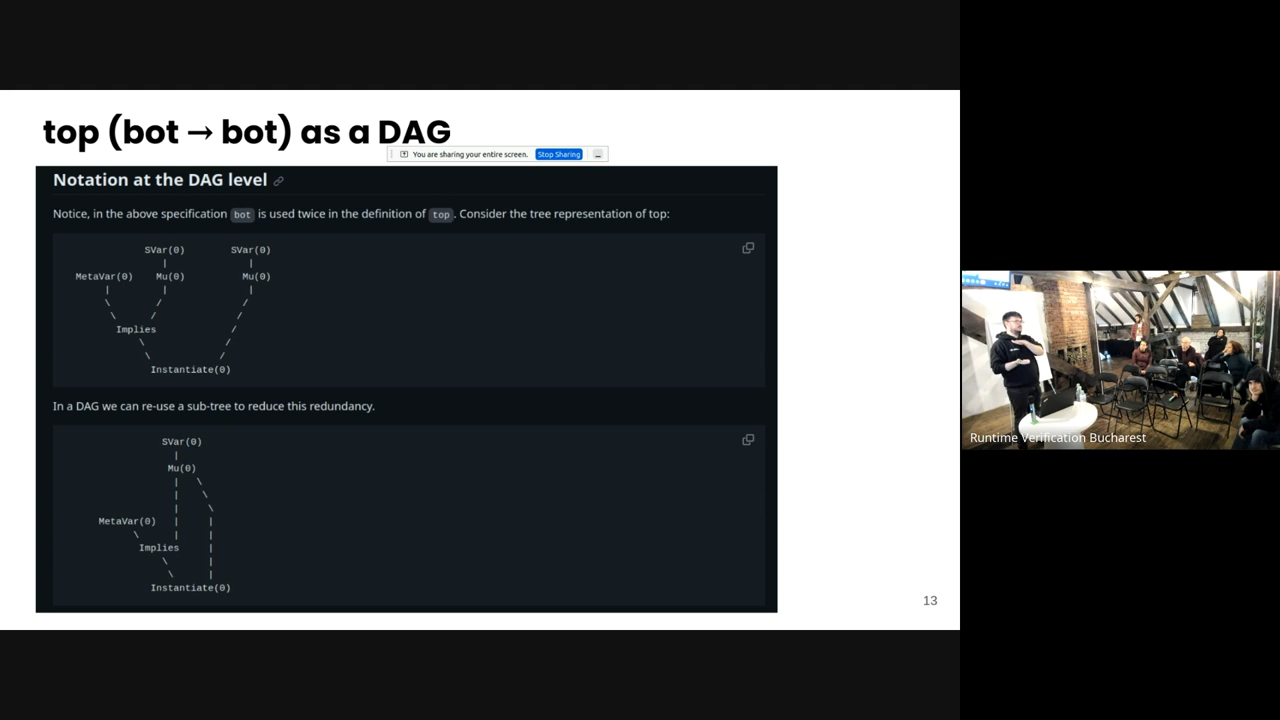 top (bot → bot) as a DAG
You are sharing your entire screen. Stop Sharing
Notation at the DAG level
Notice, in the above specification bot is used twice in the definition of top. Consider the tree representation of top:
SVar(0) SVar(0)
| |
MetaVar(0) Mu(0) Mu(0)
| | |
\ / /
\ / /
Implies /
\ /
\ /
Instantiate(0)
In a DAG we can re-use a sub-tree to reduce this redundancy.
SVar(0)
|
Mu(0)
| \
| \
| \
MetaVar(0) | |
\ | |
Implies |
\ |
\ |
Instantiate(0)
13
Runtime Verification Bucharest